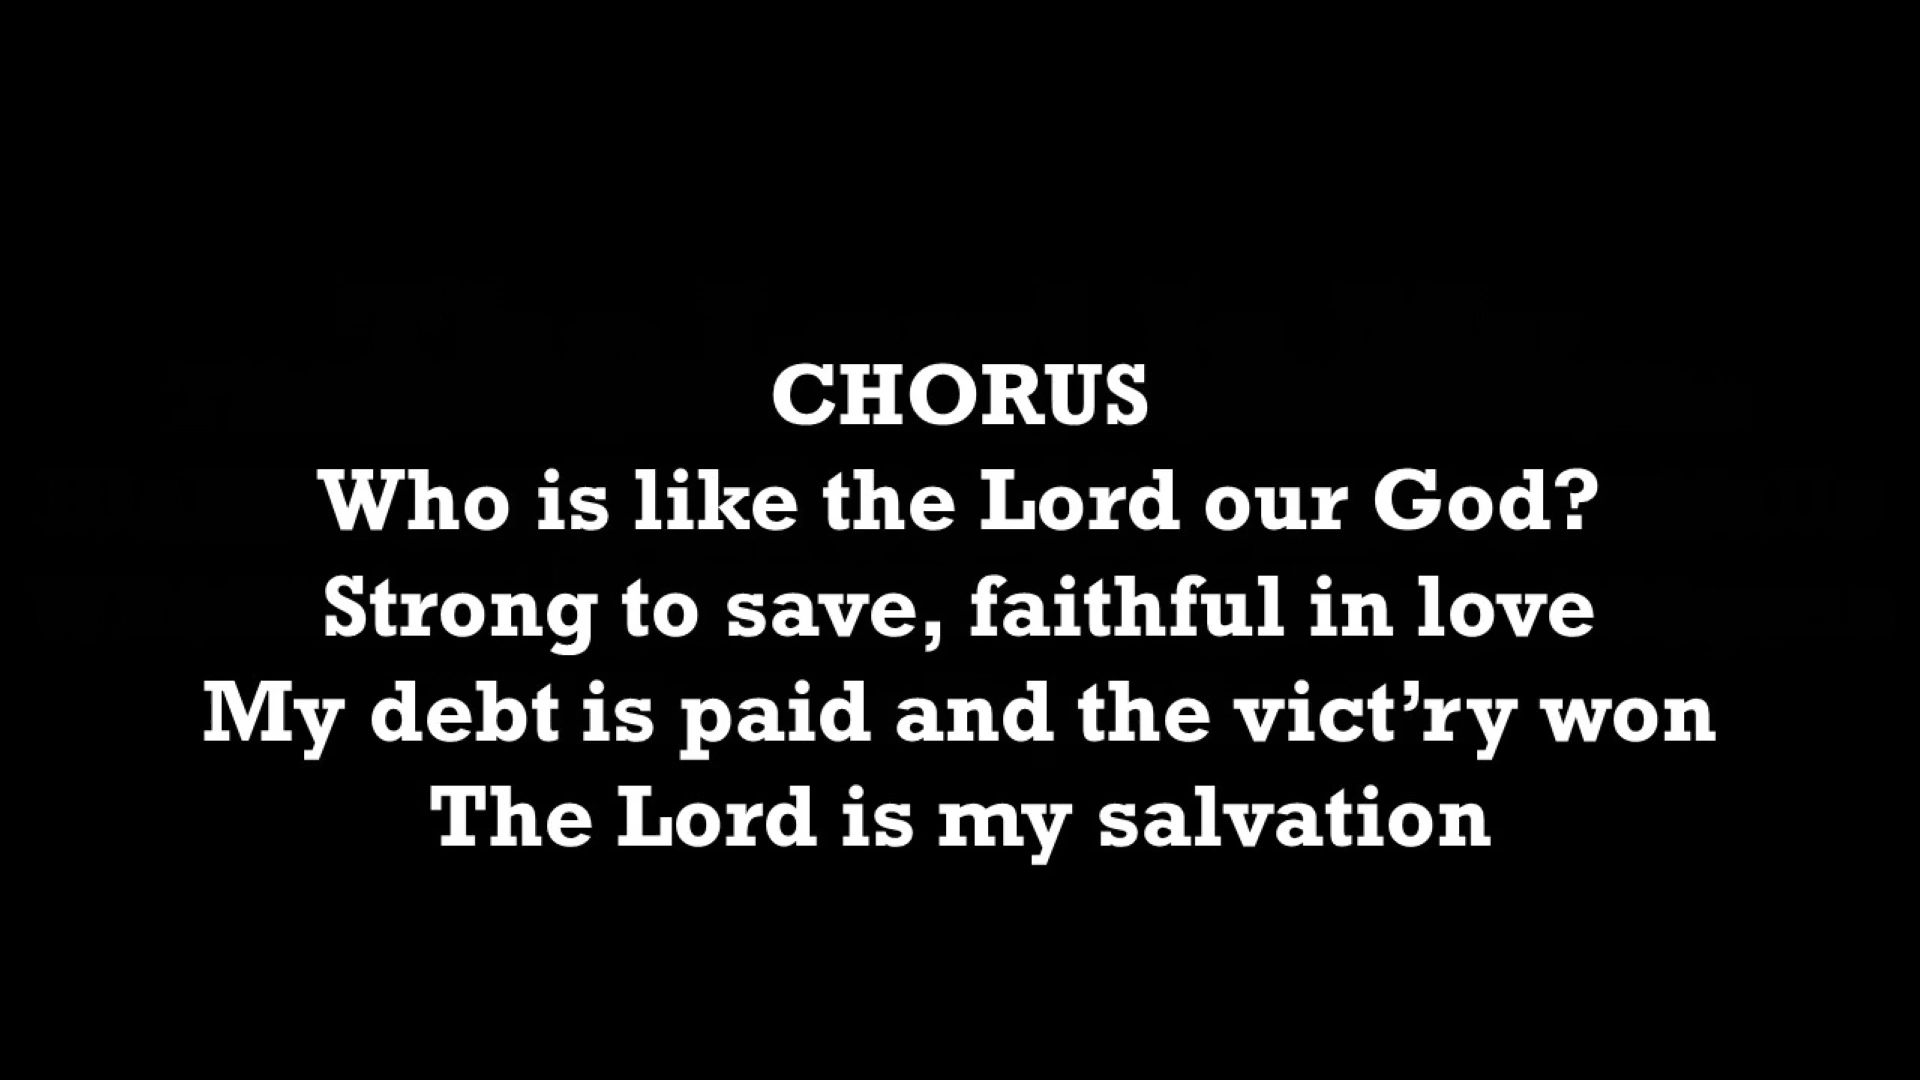 CHORUS
Who is like the Lord our God?
Strong to save, faithful in love
My debt is paid and the vict’ry won
The Lord is my salvation